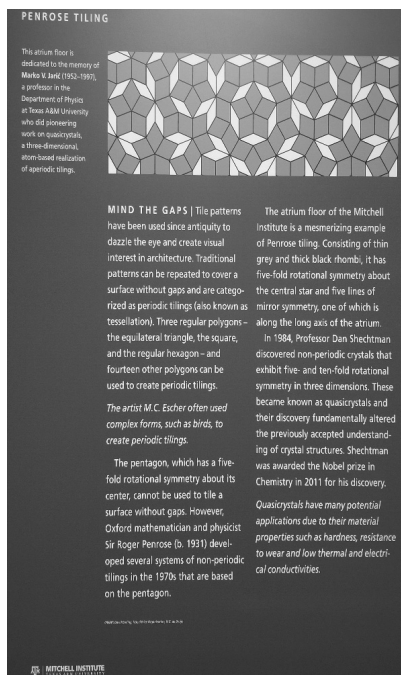 PENROSE TILING
This atrium floor is
dedicated to the memory of
Marko V. Jarić (1952–1997),
a professor in the
Department of Physics
at Texas A&M University
who did pioneering
work on quasicrystals,
a three-dimensional,
atom-based realization
of aperiodic tilings.
MIND THE GAPS | Tile patterns
have been used since antiquity to
dazzle the eye and create visual
interest in architecture. Traditional
patterns can be repeated to cover a
surface without gaps and are catego-
rized as periodic tilings (also known as
tessellation). Three regular polygons –
the equilateral triangle, the square,
and the regular hexagon – and
fourteen other polygons can be
used to create periodic tilings.
The artist M.C. Escher often used
complex forms, such as birds, to
create periodic tilings.
The pentagon, which has a five-
fold rotational symmetry about its
center, cannot be used to tile a
surface without gaps. However,
Oxford mathematician and physicist
Sir Roger Penrose (b. 1931) devel-
oped several systems of non-periodic
tilings in the 1970s that are based
on the pentagon.
The atrium floor of the Mitchell
Institute is a mesmerizing example
of Penrose tiling. Consisting of thin
grey and thick black rhombi, it has
five-fold rotational symmetry about
the central star and five lines of
mirror symmetry, one of which is
along the long axis of the atrium.
In 1984, Professor Dan Shechtman
discovered non-periodic crystals that
exhibit five- and ten-fold rotational
symmetry in three dimensions. These
became known as quasicrystals and
their discovery fundamentally altered
the previously accepted understand-
ing of crystal structures. Shechtman
was awarded the Nobel prize in
Chemistry in 2011 for his discovery.
Quasicrystals have many potential
applications due to their material
properties such as hardness, resistance
to wear and low thermal and electri-
cal conductivities.
MITCHELL INSTITUTE
TEXAS A&M UNIVERSITY